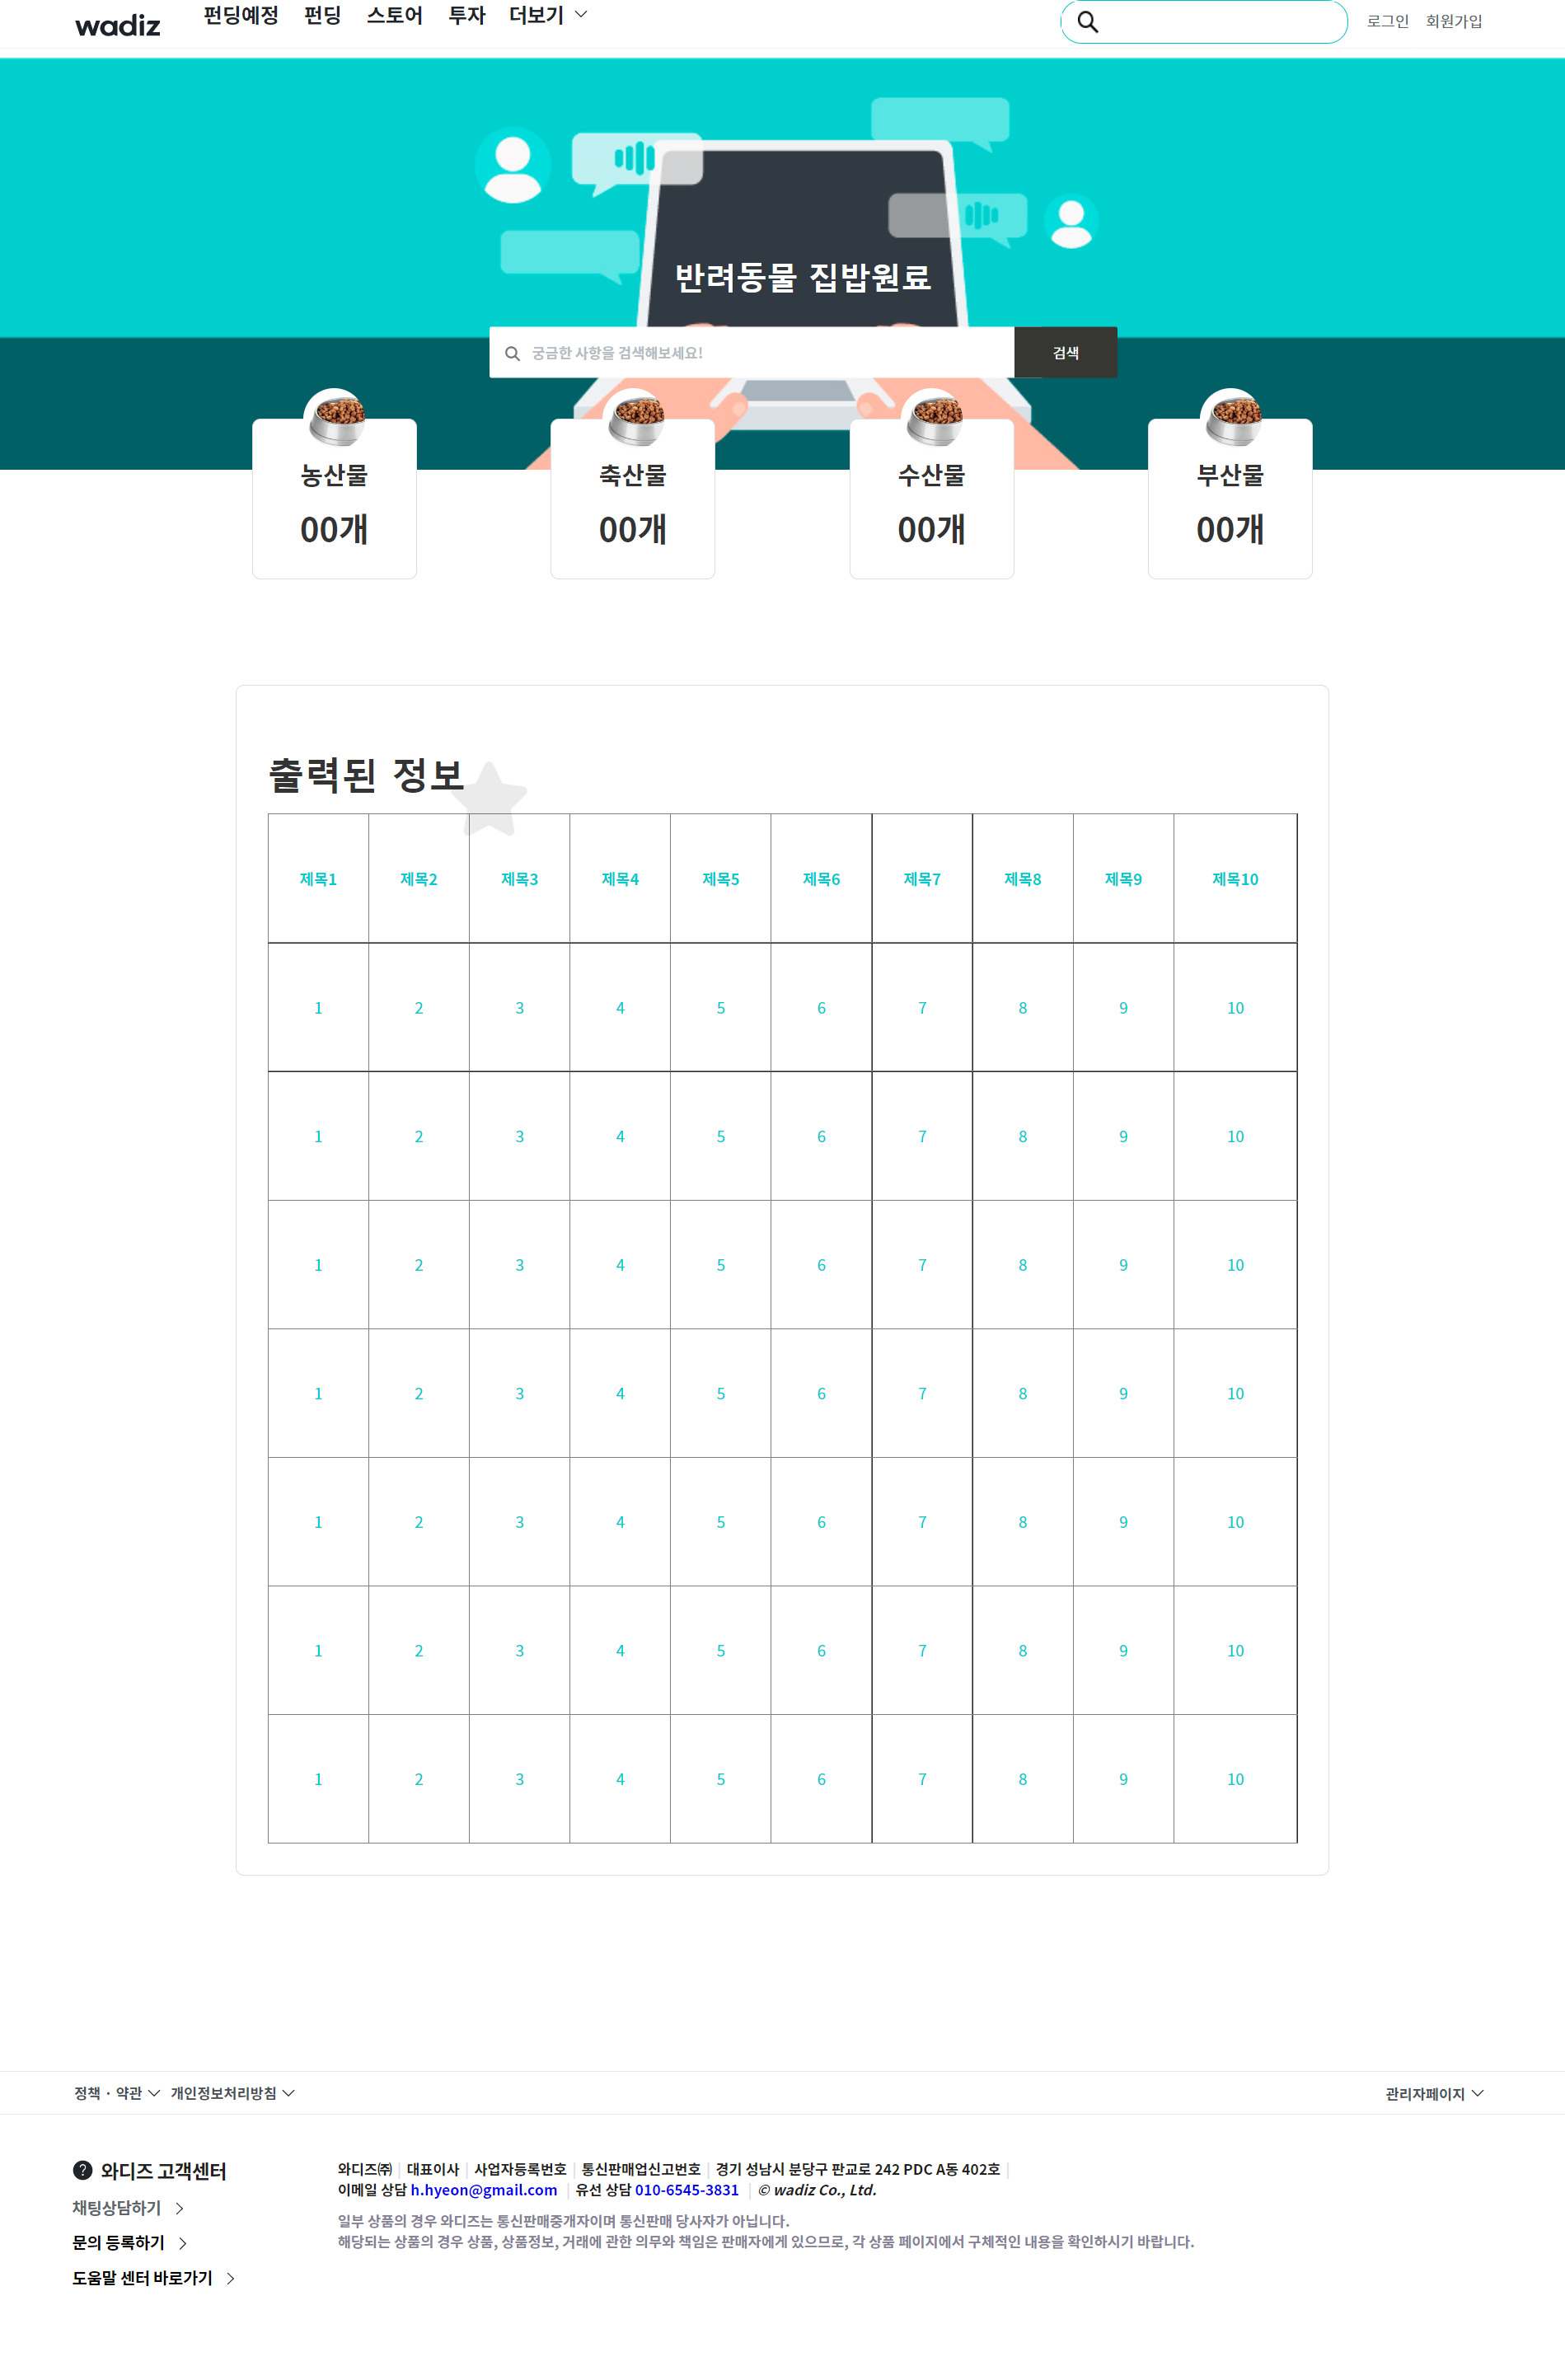 wadiz 펀딩예정 펀딩 스토어 투자 더보기 로그인 회원가입
반려동물 집밥원료
궁금한 사항을 검색해보세요! 검색
농산물 축산물 수산물 부산물
00개 00개 00개 00개
출력된 정보
제목1 제목2 제목3 제목4 제목5 제목6 제목7 제목8 제목9 제목10
1 2 3 4 5 6 7 8 9 10
1 2 3 4 5 6 7 8 9 10
1 2 3 4 5 6 7 8 9 10
1 2 3 4 5 6 7 8 9 10
1 2 3 4 5 6 7 8 9 10
1 2 3 4 5 6 7 8 9 10
1 2 3 4 5 6 7 8 9 10
정책・약관 개인정보처리방침 관리자페이지
와디즈 고객센터
채팅상담하기
문의 등록하기
도움말 센터 바로가기
와디즈㈜ | 대표이사 | 사업자등록번호 | 통신판매업신고번호 | 경기 성남시 분당구 판교로 242 PDC A동 402호 |
이메일 상담 h.hyeon@gmail.com | 유선 상담 010-6545-3831 | © wadiz Co., Ltd.
일부 상품의 경우 와디즈는 통신판매중개자이며 통신판매 당사자가 아닙니다.
해당되는 상품의 경우 상품, 상품정보, 거래에 관한 의무와 책임은 판매자에게 있으므로, 각 상품 페이지에서 구체적인 내용을 확인하시기 바랍니다.